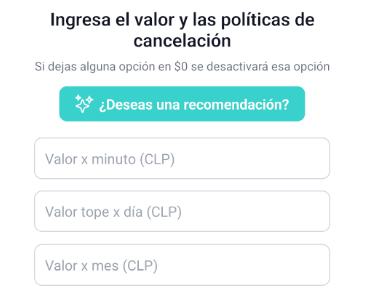 Ingresa el valor y las políticas de
cancelación
Si dejas alguna opción en $0 se desactivará esa opción
¿Deseas una recomendación?
Valor x minuto (CLP)
Valor tope x día (CLP)
Valor x mes (CLP)